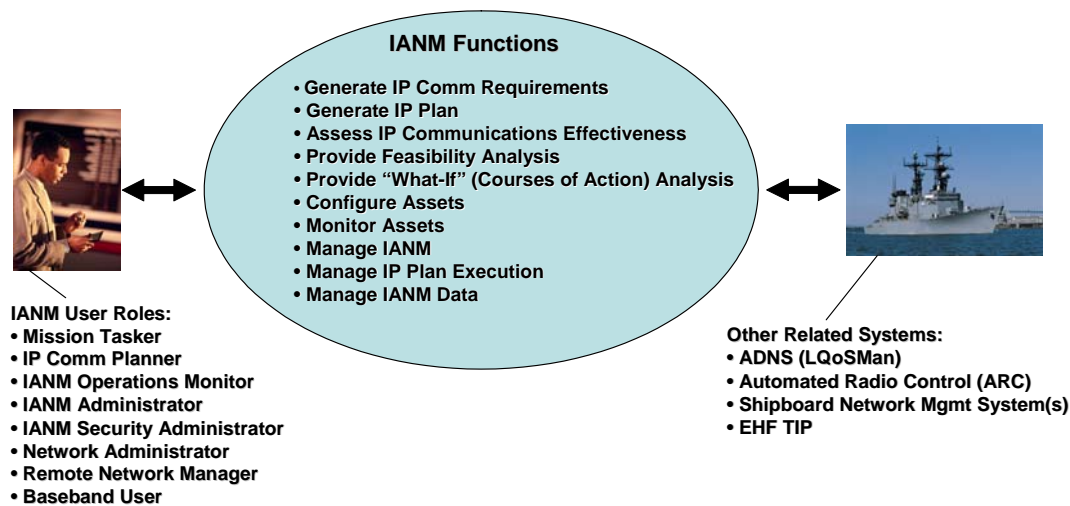 IANM Functions
• Generate IP Comm Requirements
• Generate IP Plan
• Assess IP Communications Effectiveness
• Provide Feasibility Analysis
• Provide “What-If” (Courses of Action) Analysis
• Configure Assets
• Monitor Assets
• Manage IANM
• Manage IP Plan Execution
• Manage IANM Data
IANM User Roles:
• Mission Tasker
• IP Comm Planner
• IANM Operations Monitor
• IANM Administrator
• IANM Security Administrator
• Network Administrator
• Remote Network Manager
• Baseband User
Other Related Systems:
• ADNS (LQoSMan)
• Automated Radio Control (ARC)
• Shipboard Network Mgmt System(s)
• EHF TIP